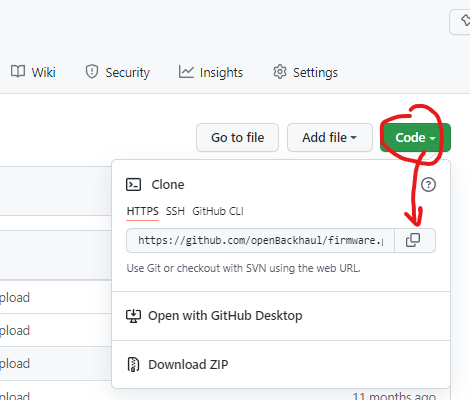 Wiki Security Insights Settings
Go to file Add file Code
Clone
HTTPS SSH GitHub CLI
https://github.com/openBackhaul/firmware.
Use Git or checkout with SVN using the web URL.
Open with GitHub Desktop
pload
pload
Download ZIP
pload
pload
11 months ago